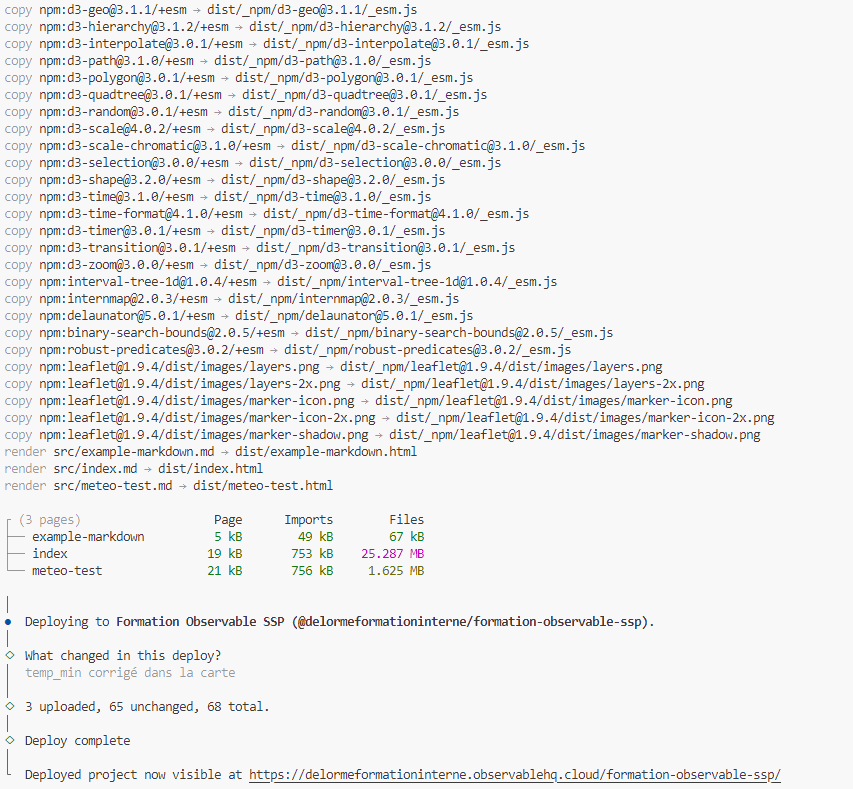 copy npm:d3-geo@3.1.1/+esm → dist/_npm/d3-geo@3.1.1/_esm.js
copy npm:d3-hierarchy@3.1.2/+esm → dist/_npm/d3-hierarchy@3.1.2/_esm.js
copy npm:d3-interpolate@3.0.1/+esm → dist/_npm/d3-interpolate@3.0.1/_esm.js
copy npm:d3-path@3.1.0/+esm → dist/_npm/d3-path@3.1.0/_esm.js
copy npm:d3-polygon@3.0.1/+esm → dist/_npm/d3-polygon@3.0.1/_esm.js
copy npm:d3-quadtree@3.0.1/+esm → dist/_npm/d3-quadtree@3.0.1/_esm.js
copy npm:d3-random@3.0.1/+esm → dist/_npm/d3-random@3.0.1/_esm.js
copy npm:d3-scale@4.0.2/+esm → dist/_npm/d3-scale@4.0.2/_esm.js
copy npm:d3-scale-chromatic@3.1.0/+esm → dist/_npm/d3-scale-chromatic@3.1.0/_esm.js
copy npm:d3-selection@3.0.0/+esm → dist/_npm/d3-selection@3.0.0/_esm.js
copy npm:d3-shape@3.2.0/+esm → dist/_npm/d3-shape@3.2.0/_esm.js
copy npm:d3-time@3.1.0/+esm → dist/_npm/d3-time@3.1.0/_esm.js
copy npm:d3-time-format@4.1.0/+esm → dist/_npm/d3-time-format@4.1.0/_esm.js
copy npm:d3-timer@3.0.1/+esm → dist/_npm/d3-timer@3.0.1/_esm.js
copy npm:d3-transition@3.0.1/+esm → dist/_npm/d3-transition@3.0.1/_esm.js
copy npm:d3-zoom@3.0.0/+esm → dist/_npm/d3-zoom@3.0.0/_esm.js
copy npm:interval-tree-1d@1.0.4/+esm → dist/_npm/interval-tree-1d@1.0.4/_esm.js
copy npm:internmap@2.0.3/+esm → dist/_npm/internmap@2.0.3/_esm.js
copy npm:delaunator@5.0.1/+esm → dist/_npm/delaunator@5.0.1/_esm.js
copy npm:binary-search-bounds@2.0.5/+esm → dist/_npm/binary-search-bounds@2.0.5/_esm.js
copy npm:robust-predicates@3.0.2/+esm → dist/_npm/robust-predicates@3.0.2/_esm.js
copy npm:leaflet@1.9.4/dist/images/layers.png → dist/_npm/leaflet@1.9.4/dist/images/layers.png
copy npm:leaflet@1.9.4/dist/images/layers-2x.png → dist/_npm/leaflet@1.9.4/dist/images/layers-2x.png
copy npm:leaflet@1.9.4/dist/images/marker-icon.png → dist/_npm/leaflet@1.9.4/dist/images/marker-icon.png
copy npm:leaflet@1.9.4/dist/images/marker-icon-2x.png → dist/_npm/leaflet@1.9.4/dist/images/marker-icon-2x.png
copy npm:leaflet@1.9.4/dist/images/marker-shadow.png → dist/_npm/leaflet@1.9.4/dist/images/marker-shadow.png
render src/example-markdown.md → dist/example-markdown.html
render src/index.md → dist/index.html
render src/meteo-test.md → dist/meteo-test.html
(3 pages) Page Imports Files
example-markdown 5 kB 49 kB 67 kB
index 19 kB 753 kB 25.287 MB
meteo-test 21 kB 756 kB 1.625 MB
Deploying to Formation Observable SSP (@delormeformationinterne/formation-observable-ssp).
What changed in this deploy?
temp_min corrigé dans la carte
3 uploaded, 65 unchanged, 68 total.
Deploy complete
Deployed project now visible at https://delormeformationinterne.observablehq.cloud/formation-observable-ssp/